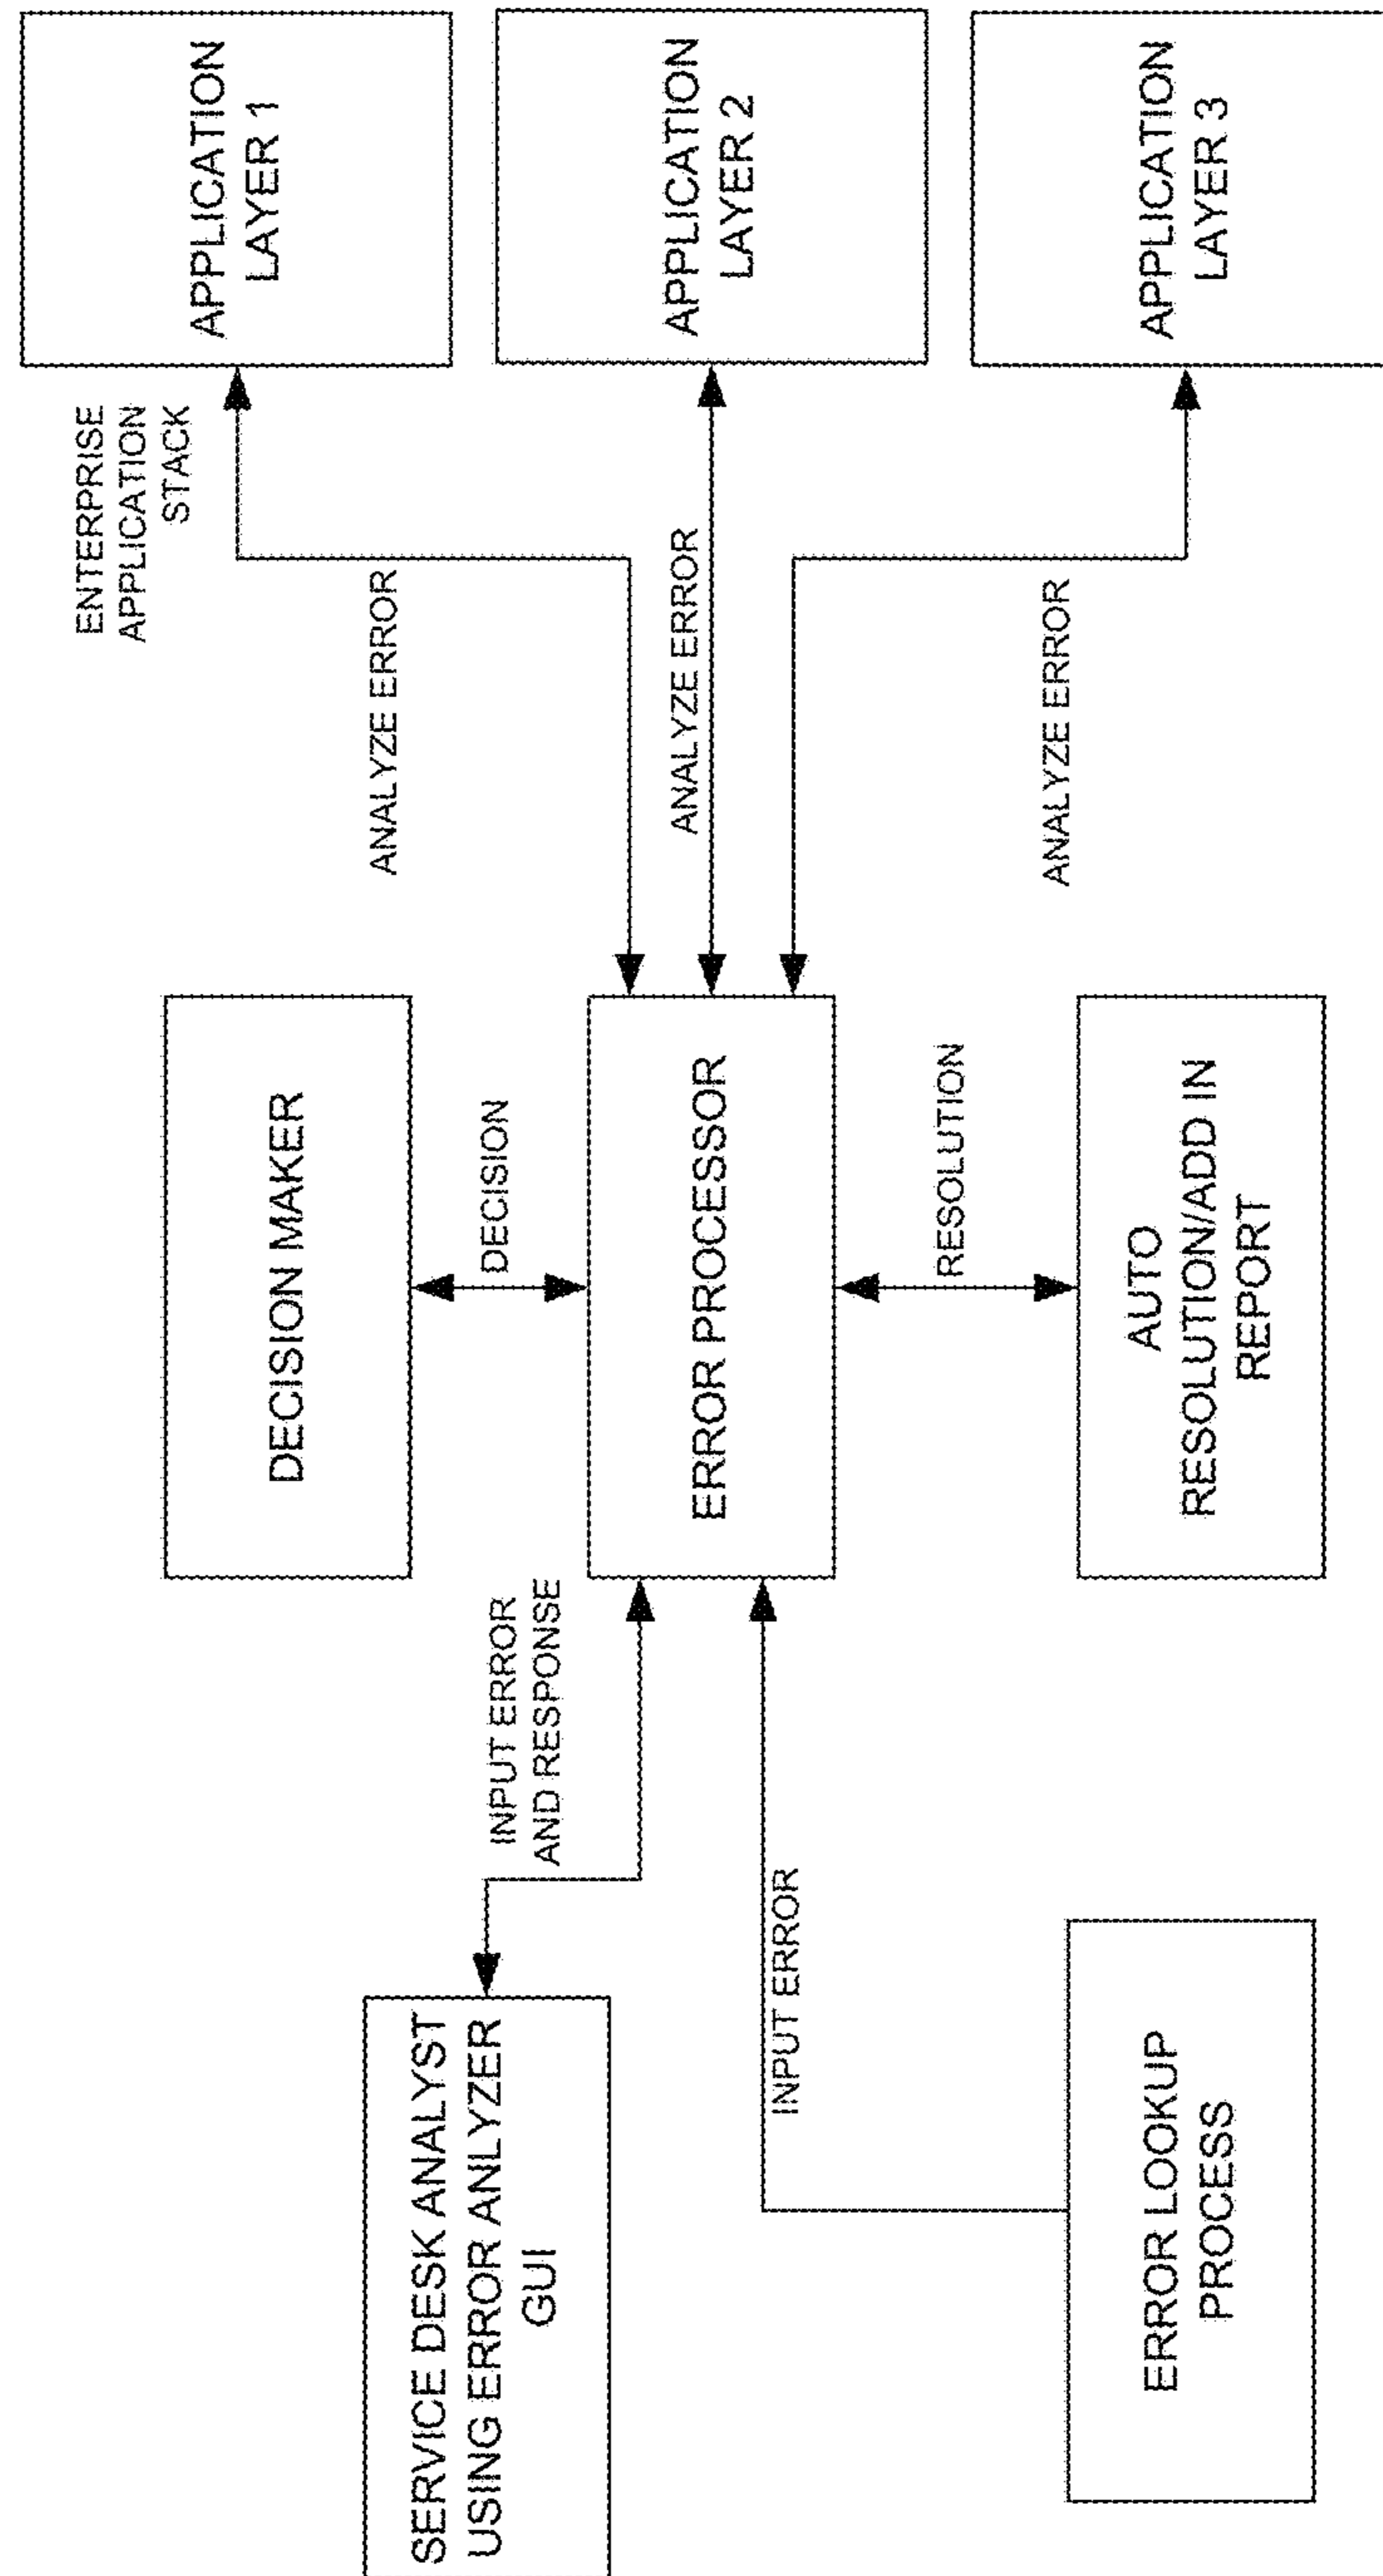 SERVICE DESK ANALYST
USING ERROR ANLYZER
GUI
ERROR LOOKUP
PROCESS
INPUT ERROR
AND RESPONSE
INPUT ERROR
DECISION MAKER
DECISION
ERROR PROCESSOR
RESOLUTION
AUTO
RESOLUTION/ADD IN
REPORT
ANALYZE ERROR
ANALYZE ERROR
ANALYZE ERROR
ENTERPRISE
APPLICATION
STACK
APPLICATION
LAYER 1
APPLICATION
LAYER 2
APPLICATION
LAYER 3